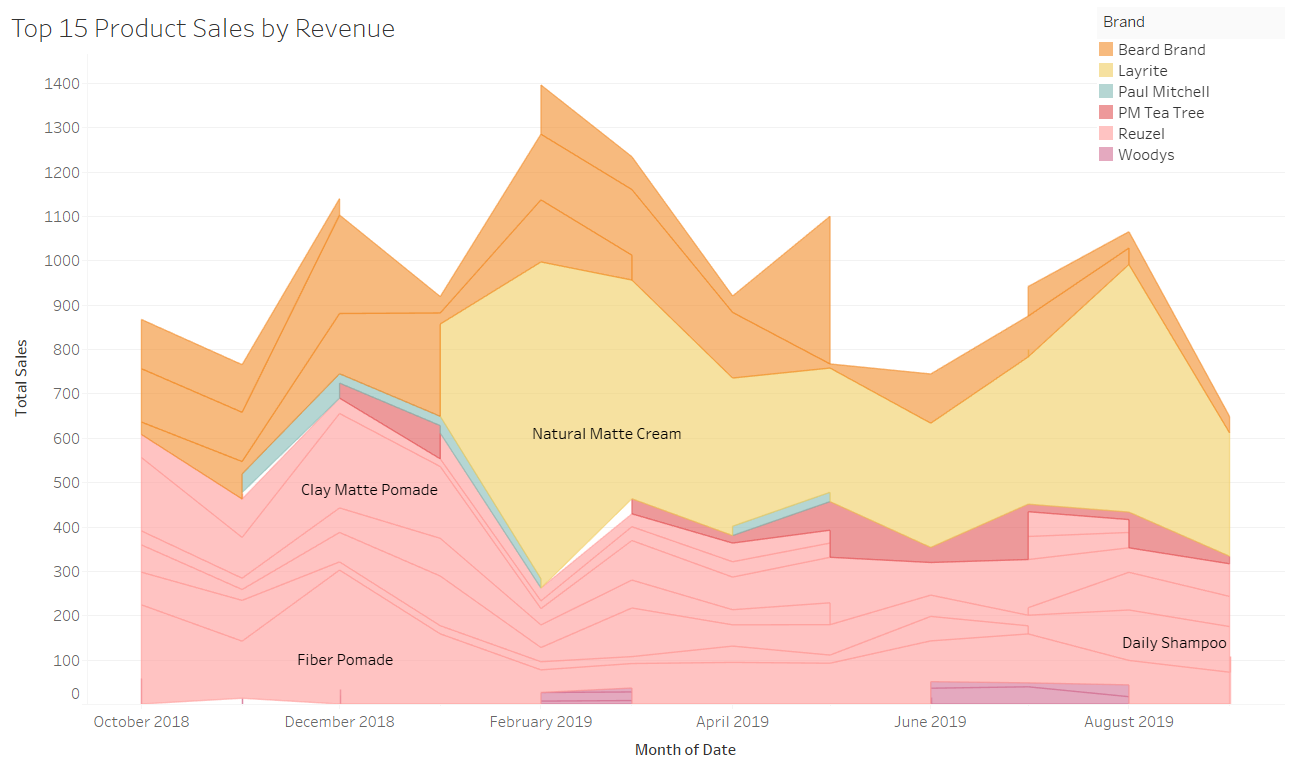 Top 15 Product Sales by Revenue
Brand
Beard Brand
Layrite
Paul Mitchell
PM Tea Tree
Reuzel
Woodys
Total Sales
1400
1300
1200
1100
1000
900
800
700
600
500
400
300
200
100
0
Natural Matte Cream
Clay Matte Pomade
Fiber Pomade
Daily Shampoo
October 2018
December 2018
February 2019
April 2019
June 2019
August 2019
Month of Date